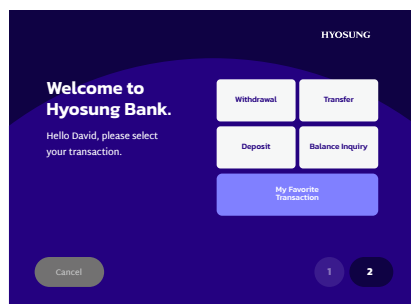 HYOSUNG
Welcome to
Hyosung Bank.
Hello David, please select
your transaction.
Withdrawal
Transfer
Deposit
Balance Inquiry
My Favorite
Transaction
Cancel
1
2